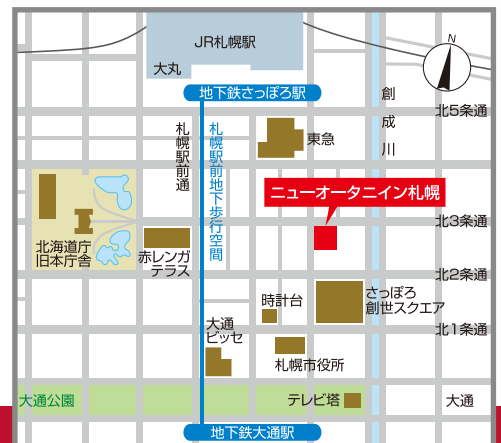 JR札幌駅
N
大丸
地下鉄さっぽろ駅
創成川
北5条通
札幌駅前通
札幌駅前地下歩行空間
東急
ニューオータニイン札幌
北3条通
北海道庁
旧本庁舎
赤レンガ
テラス
北2条通
時計台
さっぽろ
創世スクエア
大通
ビッセ
北1条通
札幌市役所
大通公園
テレビ塔
大通
地下鉄大通駅